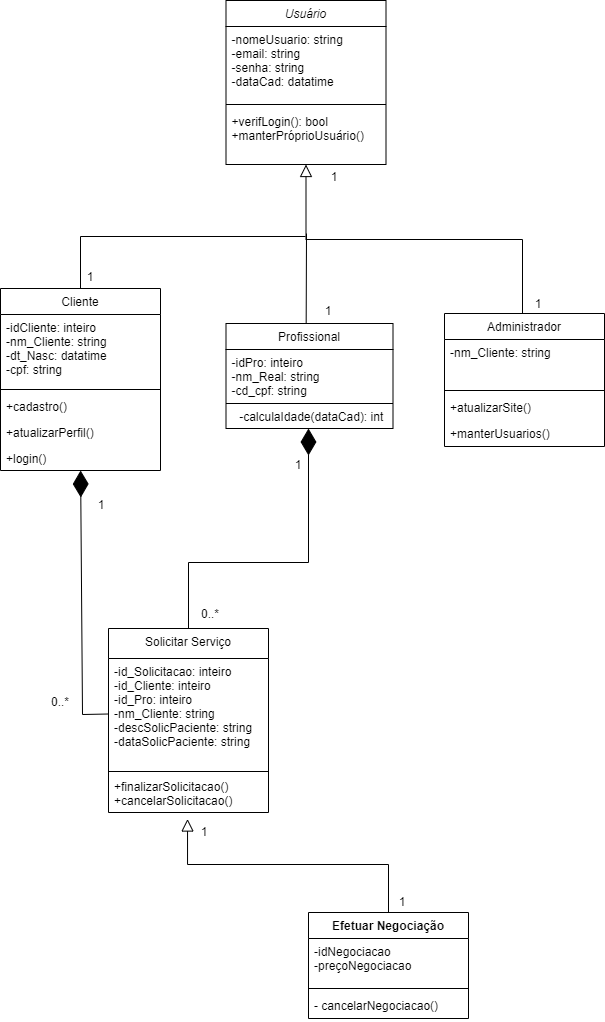 Usuário
-nomeUsuario: string
-email: string
-senha: string
-dataCad: datatime
+verifLogin(): bool
+manterPróprioUsuário()
1
1
Cliente
-idCliente: inteiro
-nm_Cliente: string
-dt_Nasc: datatime
-cpf: string
+cadastro()
+atualizarPerfil()
+login()
1
1
Profissional
-idPro: inteiro
-nm_Real: string
-cd_cpf: string
-calculaIdade(dataCad): int
1
1
Administrador
-nm_Cliente: string
+atualizarSite()
+manterUsuarios()
0..*
0..*
Solicitar Serviço
-id_Solicitacao: inteiro
-id_Cliente: inteiro
-id_Pro: inteiro
-nm_Cliente: string
-descSolicPaciente: string
-dataSolicPaciente: string
+finalizarSolicitacao()
+cancelarSolicitacao()
1
1
Efetuar Negociação
-idNegociacao
-preçoNegociacao
- cancelarNegociacao()